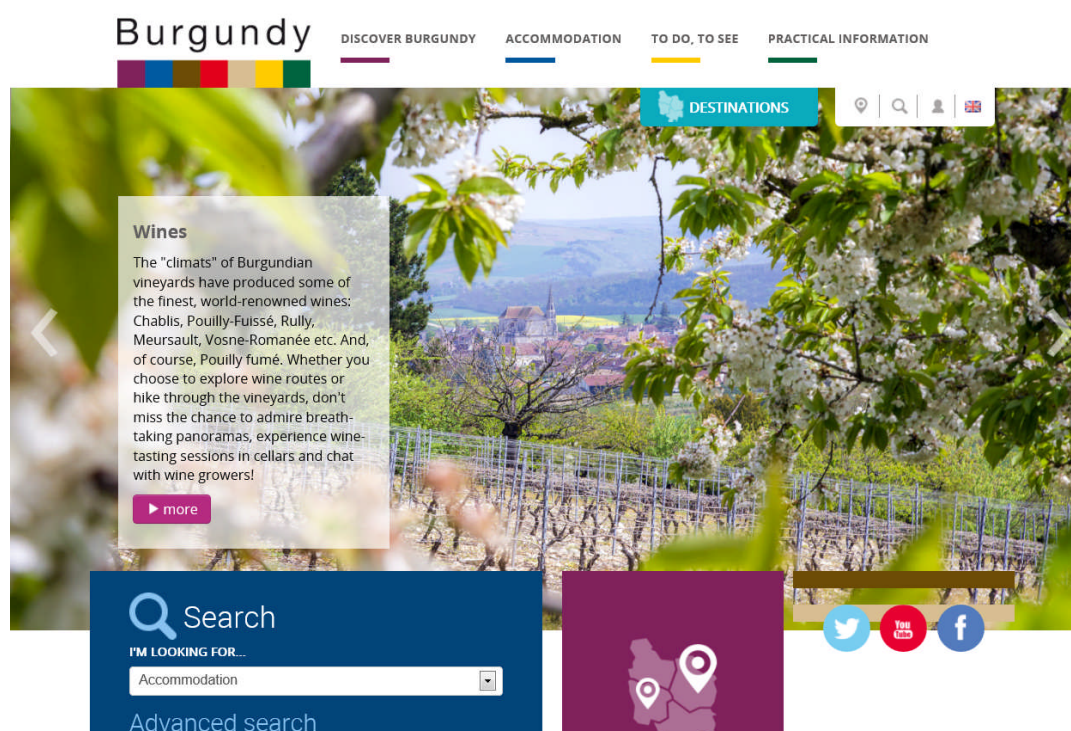 Burgundy
DISCOVER BURGUNDY
ACCOMMODATION
TO DO, TO SEE
PRACTICAL INFORMATION
DESTINATIONS
Wines
The "climats" of Burgundian
vineyards have produced some of
the finest, world-renowned wines:
Chablis, Pouilly-Fuissé, Rully,
Meursault, Vosne-Romanée etc. And,
of course, Pouilly fumé. Whether you
choose to explore wine routes or
hike through the vineyards, don't
miss the chance to admire breath-
taking panoramas, experience wine-
tasting sessions in cellars and chat
with wine growers!
more
Search
I'M LOOKING FOR...
Accommodation
Advanced search
You
Tube